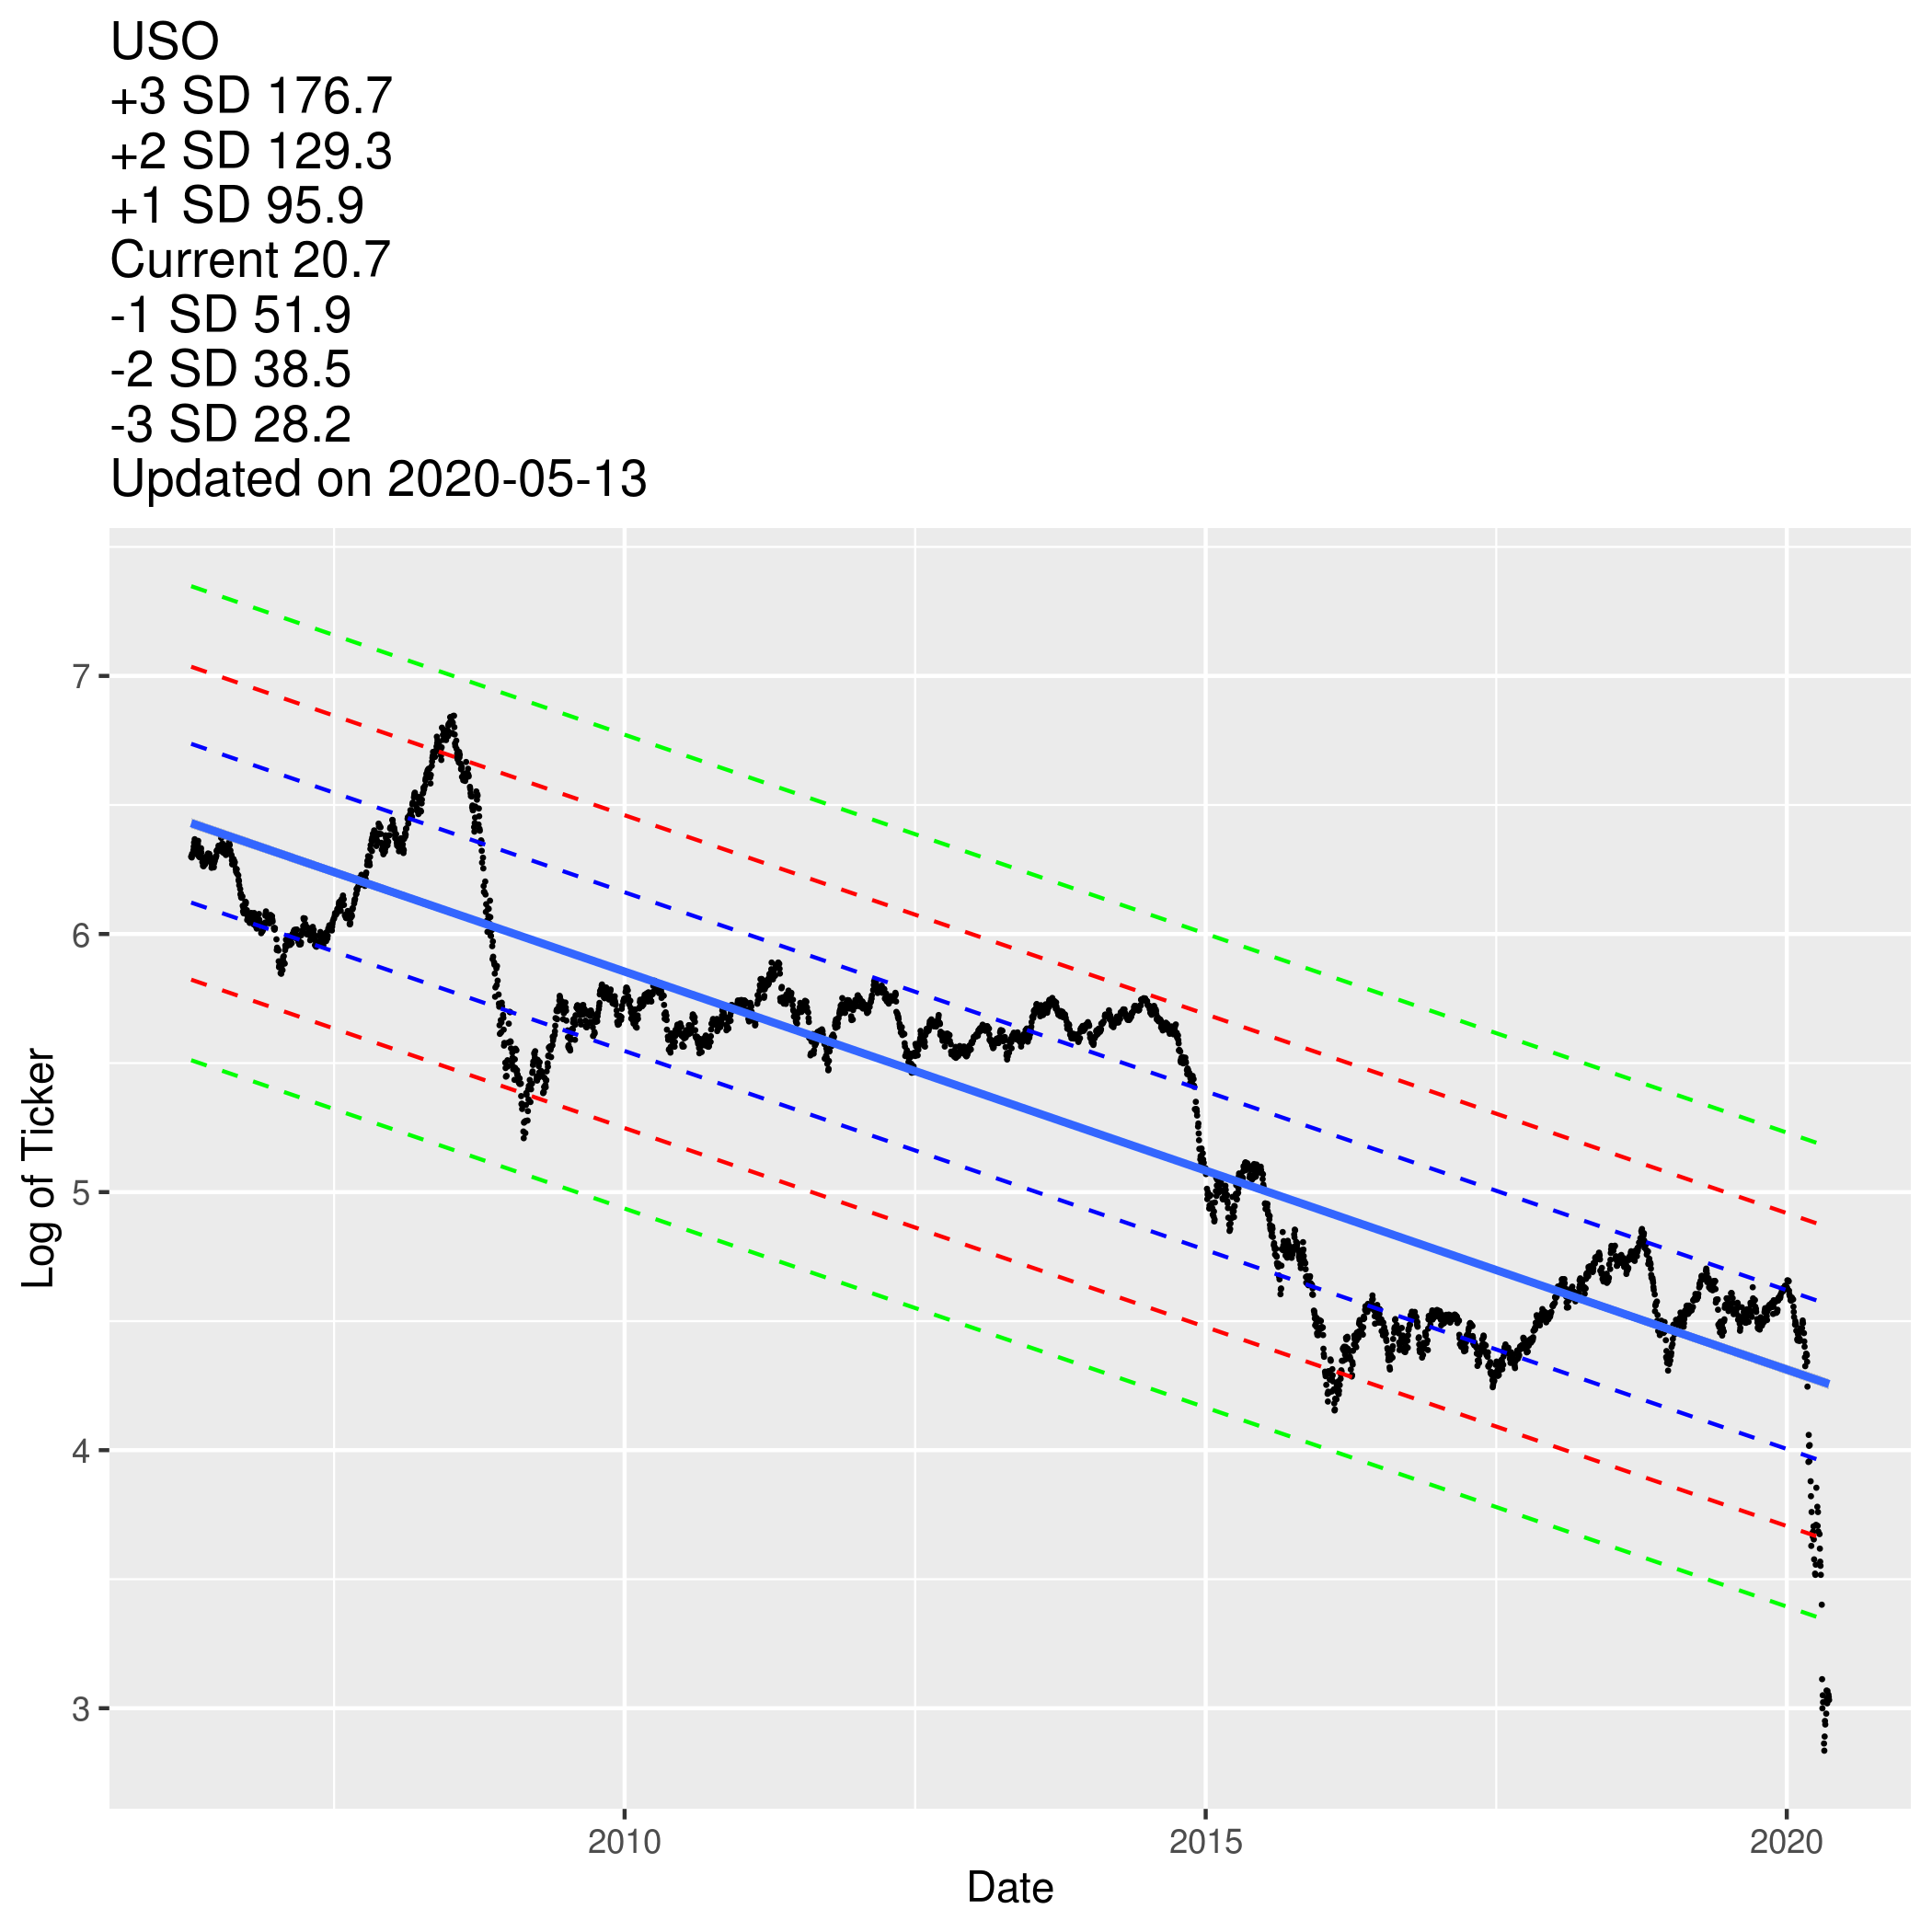 USO
+3 SD 176.7
+2 SD 129.3
+1 SD 95.9
Current 20.7
-1 SD 51.9
-2 SD 38.5
-3 SD 28.2
Updated on 2020-05-13
7
6
5
4
3
Log of Ticker
2010 2015 2020
Date